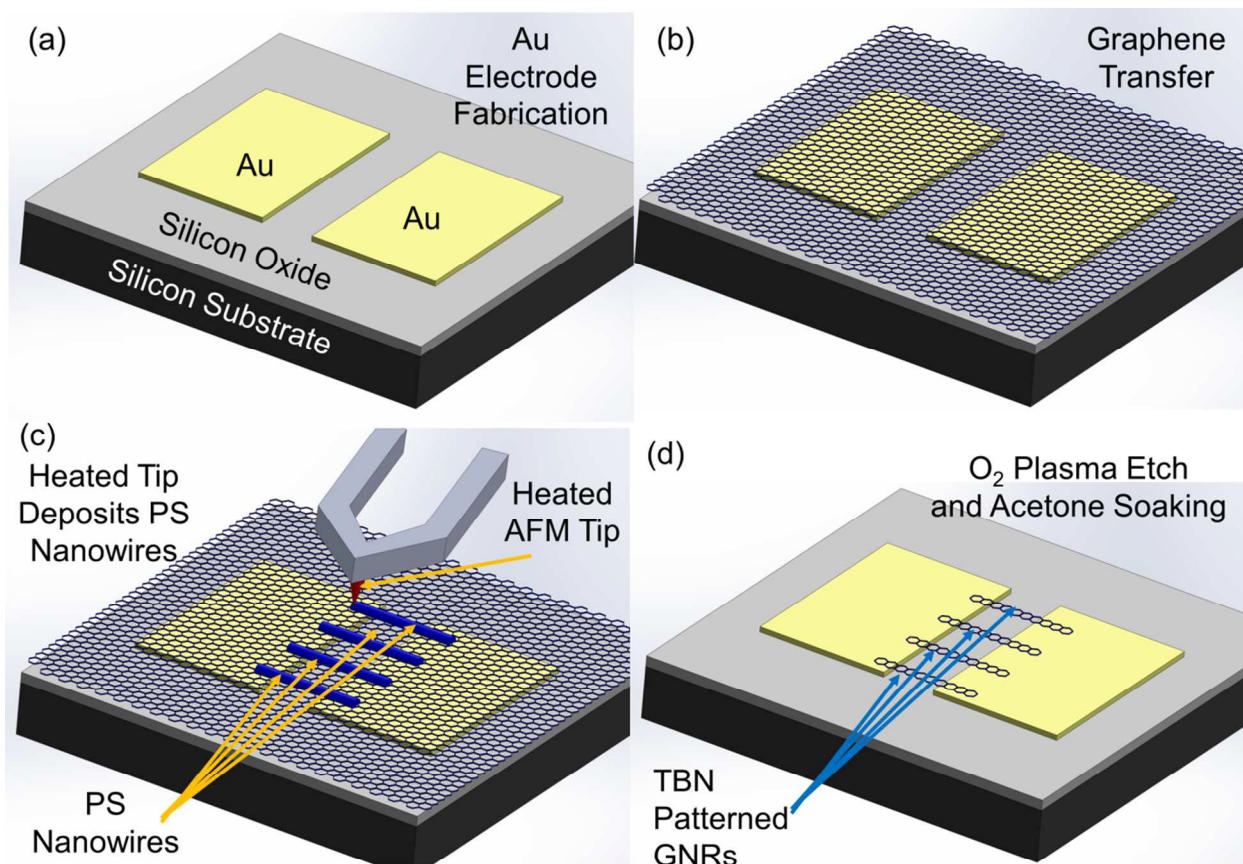 (a)
Au
Electrode
Fabrication
Au
Au
Silicon Oxide
Silicon Substrate
(b)
Graphene
Transfer
(c)
Heated Tip
Deposits PS
Nanowires
Heated
AFM Tip
PS
Nanowires
(d)
O₂ Plasma Etch
and Acetone Soaking
TBN
Patterned
GNRs